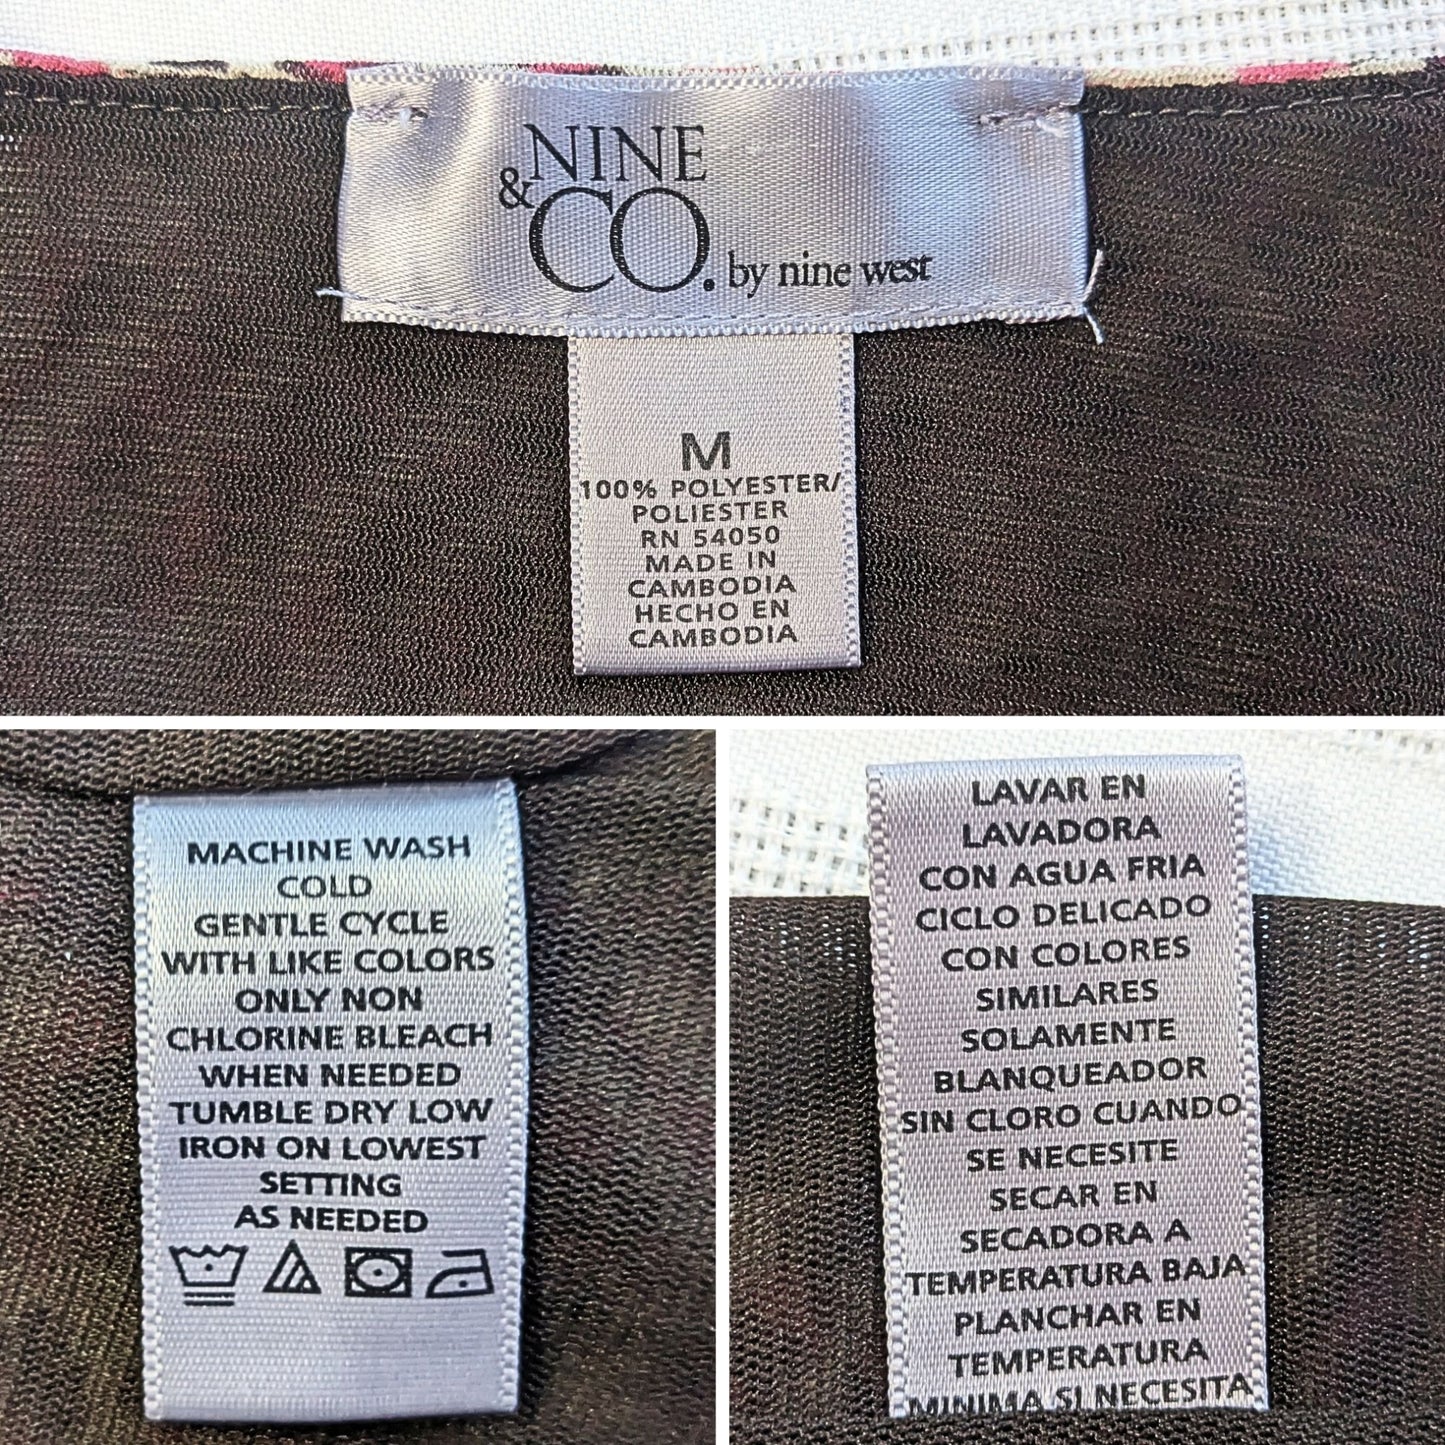 NINE
& CO. by nine west
M
100% POLYESTER/
POLIESTER
RN 54050
MADE IN
CAMBODIA
HECHO EN
CAMBODIA
MACHINE WASH
COLD
GENTLE CYCLE
WITH LIKE COLORS
ONLY NON
CHLORINE BLEACH
WHEN NEEDED
TUMBLE DRY LOW
IRON ON LOWEST
SETTING
AS NEEDED
LAVAR EN
LAVADORA
CON AGUA FRIA
CICLO DELICADO
CON COLORES
SIMILARES
SOLAMENTE
BLANQUEADOR
SIN CLORO CUANDO
SE NECESITE
SECAR EN
SECADORA A
TEMPERATURA BAJA
PLANCHAR EN
TEMPERATURA
MINIMA SI NECESITA